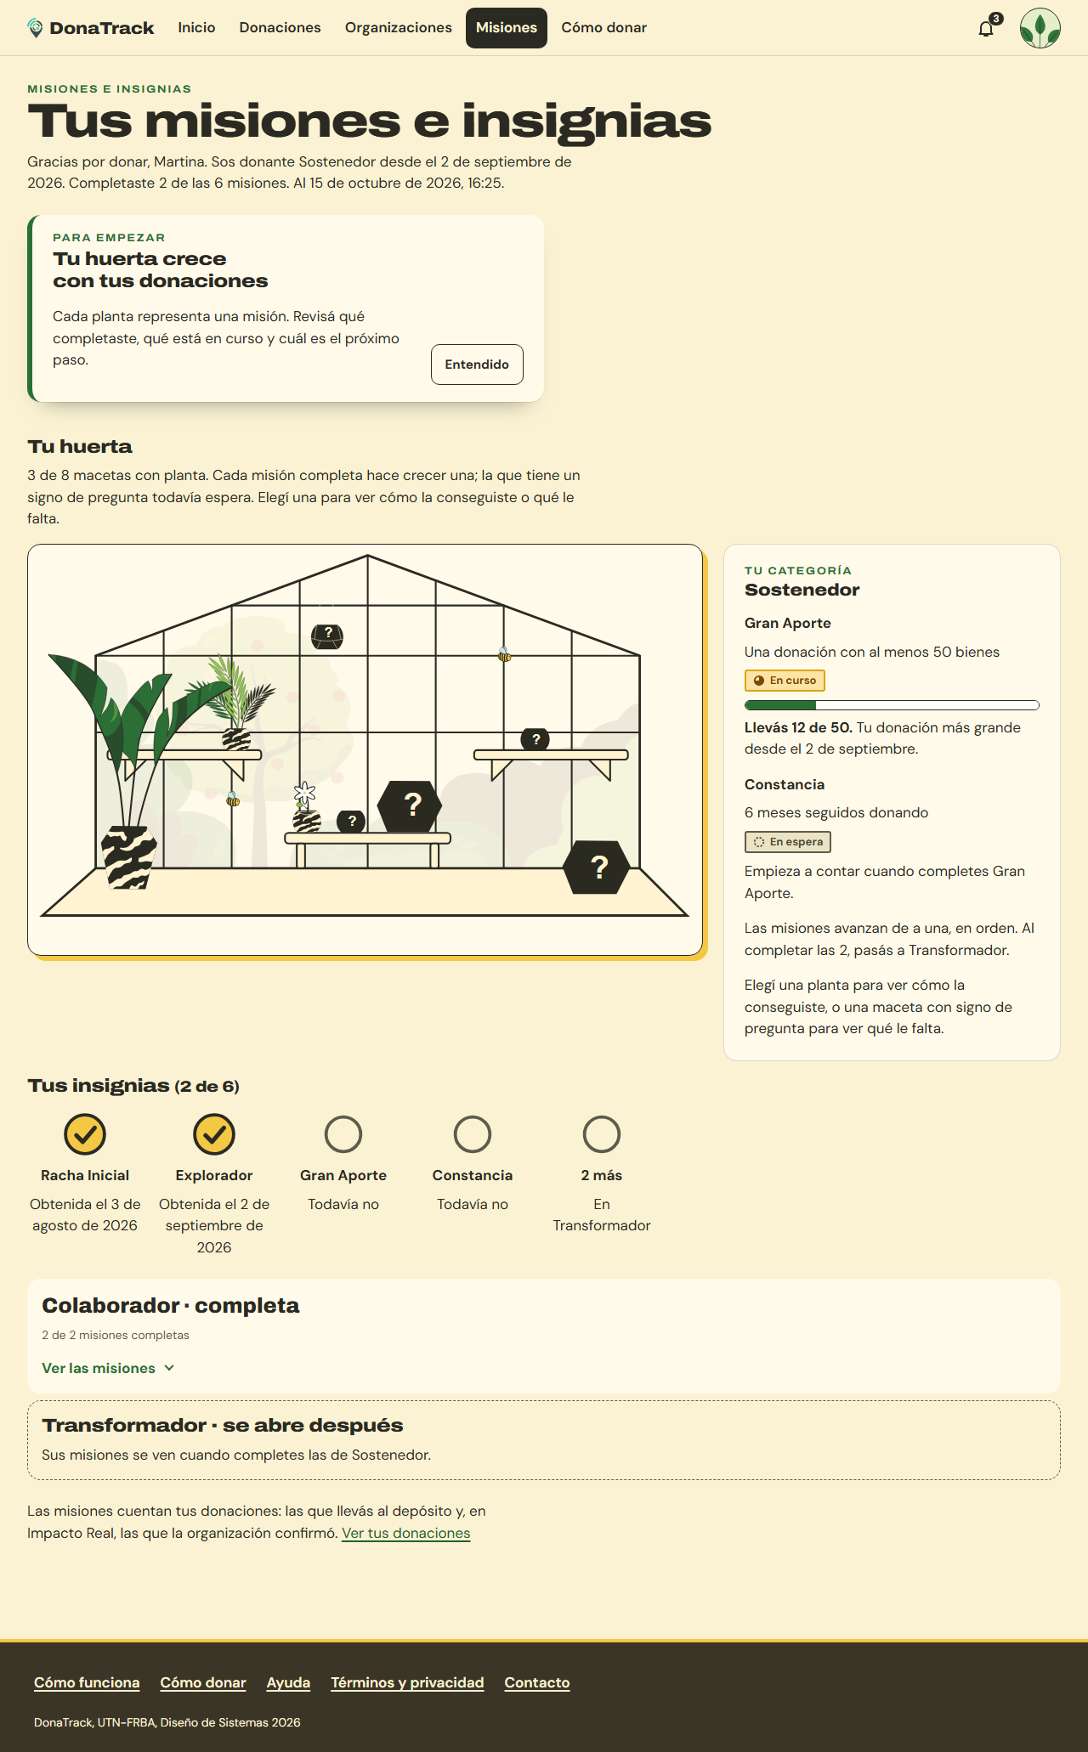 DonaTrack
Inicio
Donaciones
Organizaciones
Misiones
Cómo donar
3
MISIONES E INSIGNIAS
Tus misiones e insignias
Gracias por donar, Martina. Sos donante Sostenedor desde el 2 de septiembre de
2026. Completaste 2 de las 6 misiones. Al 15 de octubre de 2026, 16:25.
PARA EMPEZAR
Tu huerta crece
con tus donaciones
Cada planta representa una misión. Revisá qué
completaste, qué está en curso y cuál es el próximo
paso.
Entendido
Tu huerta
3 de 8 macetas con planta. Cada misión completa hace crecer una; la que tiene un
signo de pregunta todavía espera. Elegí una para ver cómo la conseguiste o qué le
falta.
?
?
?
?
?
TU CATEGORÍA
Sostenedor
Gran Aporte
Una donación con al menos 50 bienes
En curso
Llevás 12 de 50. Tu donación más grande
desde el 2 de septiembre.
Constancia
6 meses seguidos donando
En espera
Empieza a contar cuando completes Gran
Aporte.
Las misiones avanzan de a una, en orden. Al
completar las 2, pasás a Transformador.
Elegí una planta para ver cómo la
conseguiste, o una maceta con signo de
pregunta para ver qué le falta.
Tus insignias (2 de 6)
Racha Inicial
Obtenida el 3 de
agosto de 2026
Explorador
Obtenida el 2 de
septiembre de
2026
Gran Aporte
Todavía no
Constancia
Todavía no
2 más
En
Transformador
Colaborador · completa
2 de 2 misiones completas
Ver las misiones
Transformador · se abre después
Sus misiones se ven cuando completes las de Sostenedor.
Las misiones cuentan tus donaciones: las que llevás al depósito y, en
Impacto Real, las que la organización confirmó. Ver tus donaciones
Cómo funciona
Cómo donar
Ayuda
Términos y privacidad
Contacto
DonaTrack, UTN-FRBA, Diseño de Sistemas 2026